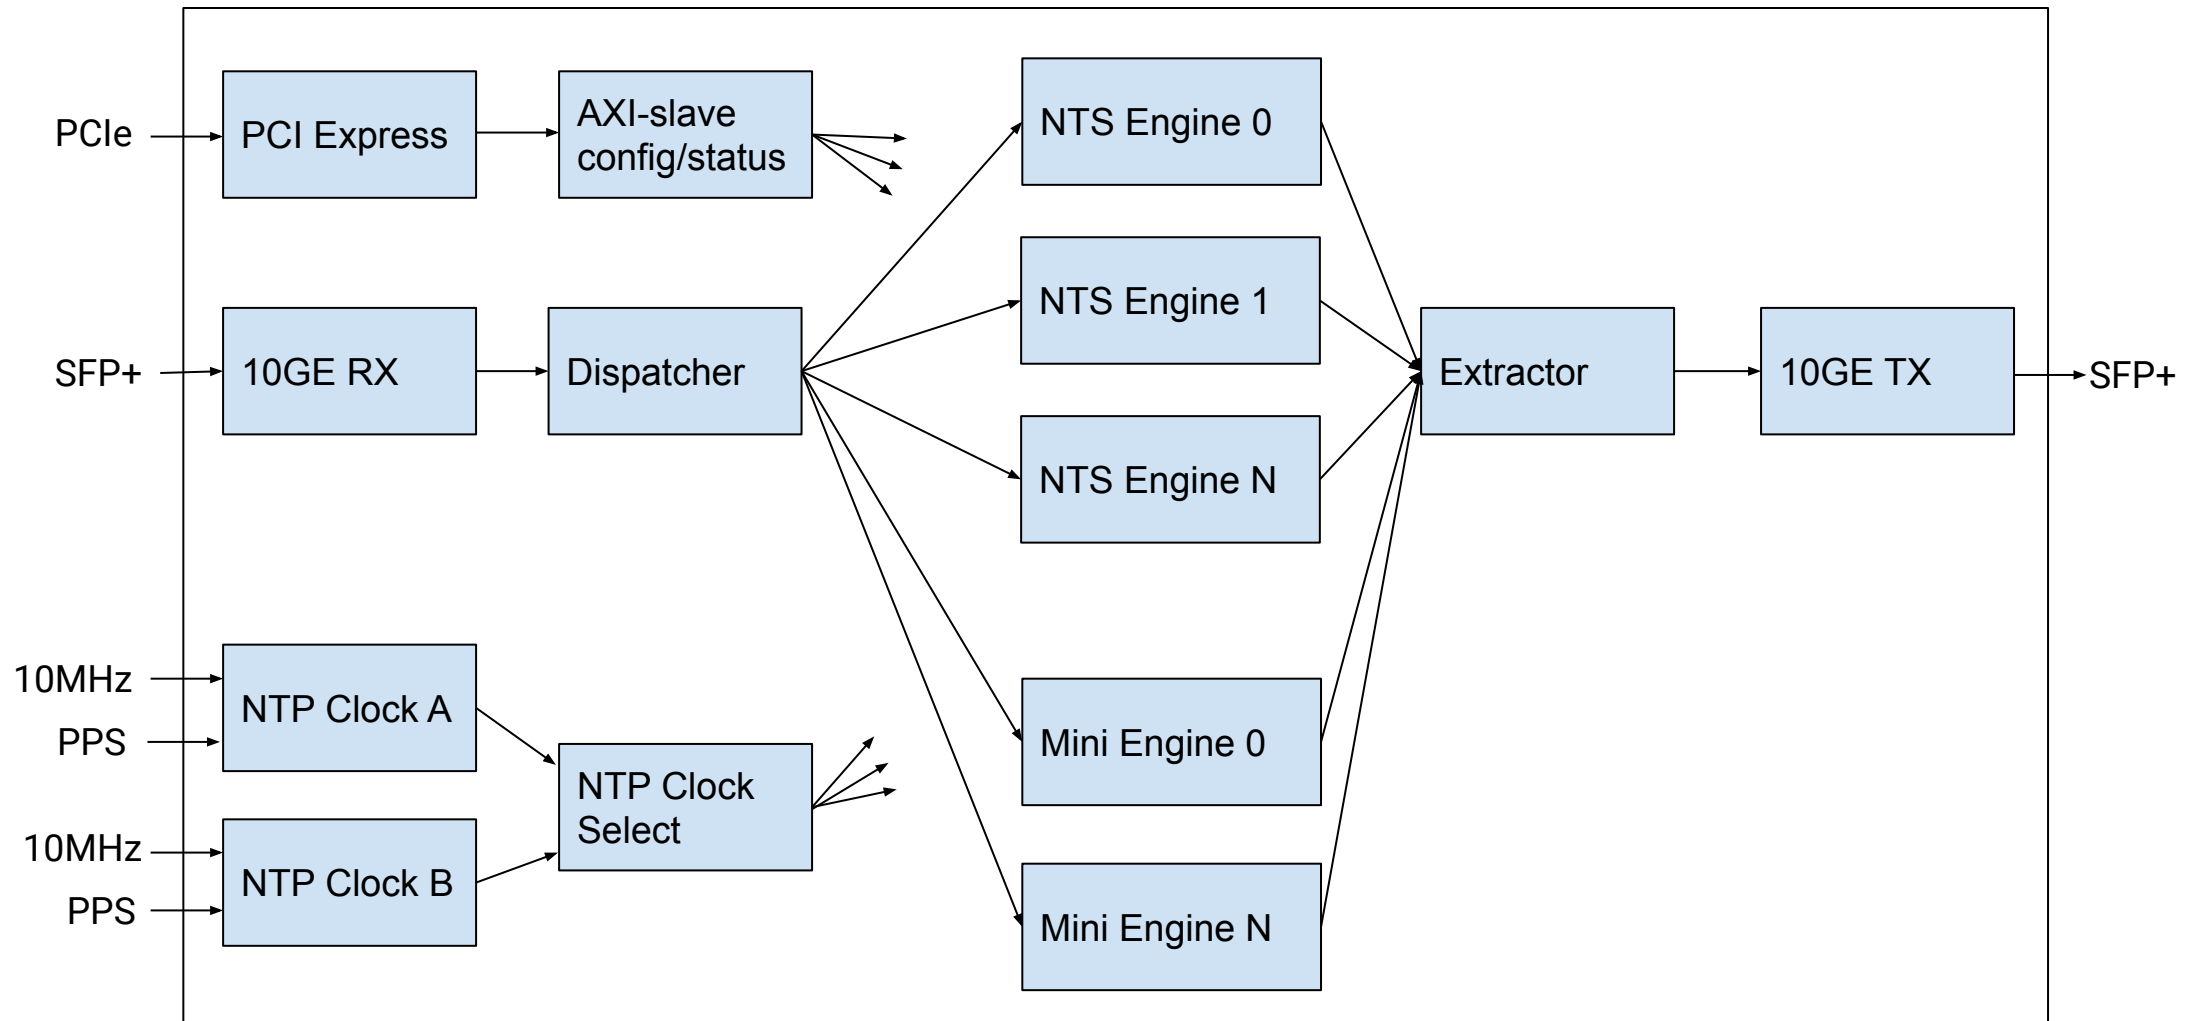 PCIe
PCI Express
AXI-slave
config/status
NTS Engine 0
NTS Engine 1
SFP+
10GE RX
Dispatcher
Extractor
10GE TX
SFP+
NTS Engine N
10MHz
PPS
NTP Clock A
NTP Clock
Select
Mini Engine 0
10MHz
PPS
NTP Clock B
Mini Engine N